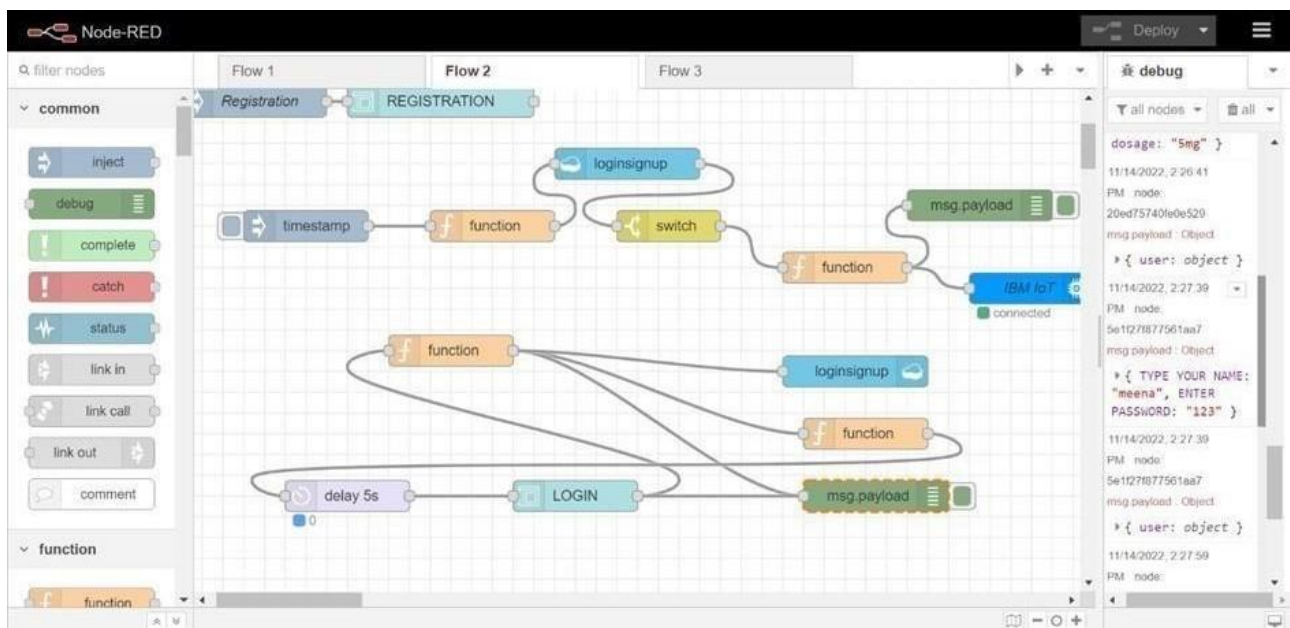 Node-RED
Deploy
filter nodes
Flow 1
Flow 2
Flow 3
debug
all nodes
all
common
inject
debug
complete
catch
status
link in
link call
link out
comment
function
function
Registration
REGISTRATION
loginsignup
timestamp
function
switch
msg.payload
function
IBM IoT
connected
function
loginsignup
function
delay 5s
LOGIN
msg.payload
0
dosage: "5mg" }
11/14/2022, 2:26:41
PM node:
20ed75740fe0e529
msg.payload : Object
{ user: object }
11/14/2022, 2:27:39
PM node:
5e1f27f877561aa7
msg.payload : Object
{ TYPE YOUR NAME:
"meena", ENTER
PASSWORD: "123" }
11/14/2022, 2:27:39
PM node:
5e1f27f877561aa7
msg.payload : Object
{ user: object }
11/14/2022, 2:27:59
PM node: